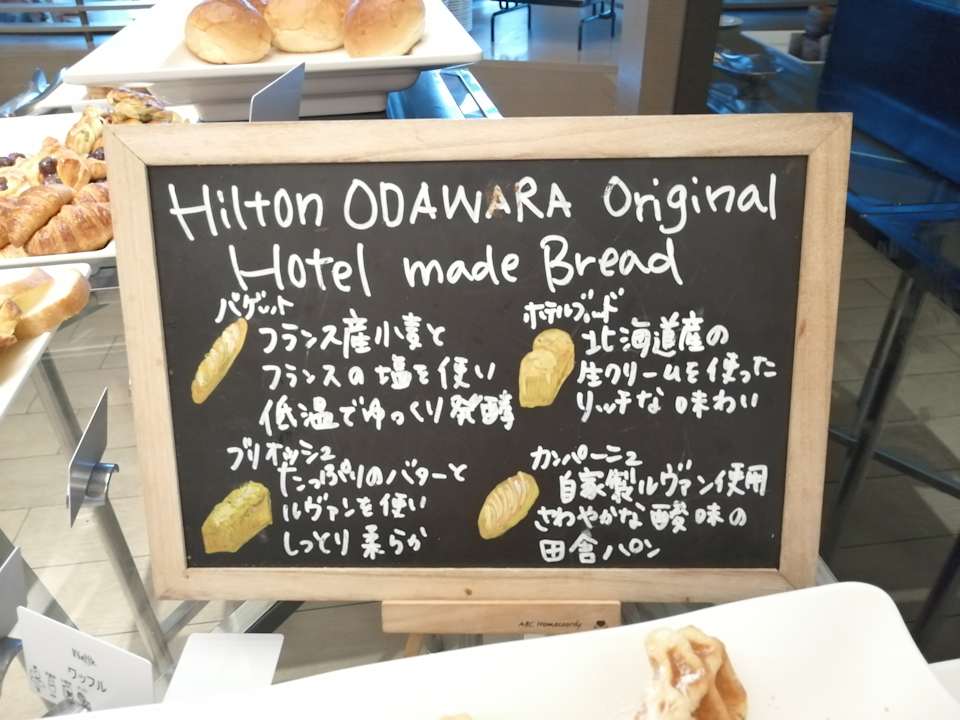 Hilton ODAWARA Original
Hotel made Bread
バゲット
フランス産小麦と
フランスの塩を使い
低温でゆっくり発酵
ホテルブレッド
北海道産の
生クリームを使った
リッチな味わい
ブリオッシュ
たっぷりのバターと
ルヴァンを使い
しっとり柔らか
カンパーニュ
自家製ルヴァン使用
さわやかな酸味の
田舎パン
ABC Homecoordy
ワッフル